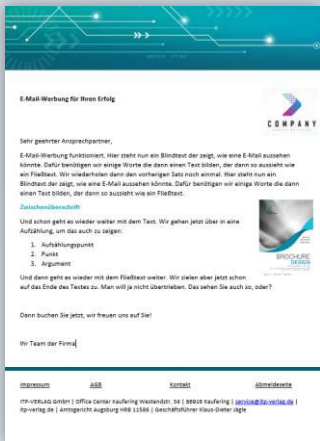 E-Mail-Werbung für Ihren Erfolg
COMPANY
Sehr geehrter Ansprechpartner,
E-Mail-Werbung funktioniert. Hier steht nun ein Blindtext der zeigt, wie eine E-Mail aussehen
könnte. Dafür benötigen wir einige Worte die dann einen Text bilden, der dann so aussieht wie
ein Fließtext. Wir wiederholen dann den vorherigen Satz noch einmal. Hier steht nun ein
Blindtext der zeigt, wie eine E-Mail aussehen könnte. Dafür benötigen wir einige Worte die dann
einen Text bilden, der dann so aussieht wie ein Fließtext.
Zwischenüberschrift
Und schon geht es wieder weiter mit dem Text. Wir gehen jetzt über in eine
Aufzählung, um das auch zu zeigen:
1. Aufzählungspunkt
2. Punkt
3. Argument
BROCHURE
DESIGN
Und dann geht es wieder mit dem Fließtext weiter. Wir zielen aber jetzt schon
auf das Ende des Textes zu. Man will ja nicht übertrieben. Das sehen Sie auch so, oder?
Dann buchen Sie jetzt, wir freuen uns auf Sie!
Ihr Team der Firma
Impressum AGB Kontakt Abmeldeseite
ITP-VERLAG GmbH | Office Center Kaufering Westendstr. 54 | 86916 Kaufering | service@itp-verlag.de |
itp-verlag.de | Amtsgericht Augsburg HRB 11586 | Geschäftsführer Klaus-Dieter Jägle